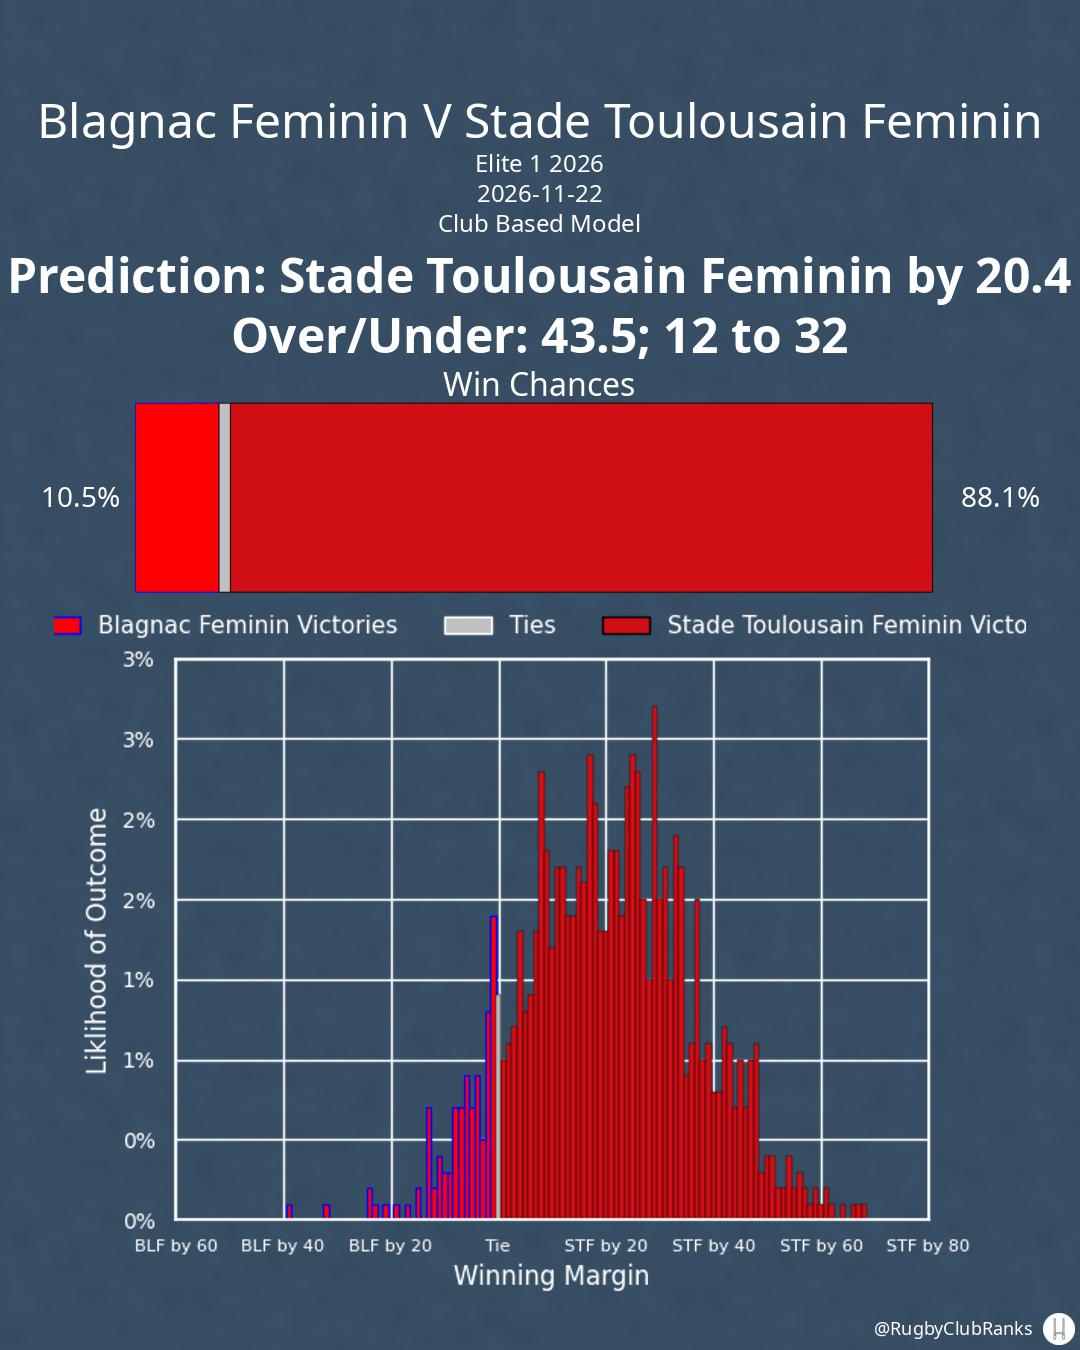 Blagnac Feminin V Stade Toulousain Feminin
Elite 1 2026
2026-11-22
Club Based Model
Prediction: Stade Toulousain Feminin by 20.4
Over/Under: 43.5; 12 to 32
Win Chances
10.5%
88.1%
Blagnac Feminin Victories Ties Stade Toulousain Feminin Victo
3%
3%
2%
2%
1%
1%
0%
0%
Liklihood of Outcome
BLF by 60 BLF by 40 BLF by 20 Tie STF by 20 STF by 40 STF by 60 STF by 80
Winning Margin
@RugbyClubRanks